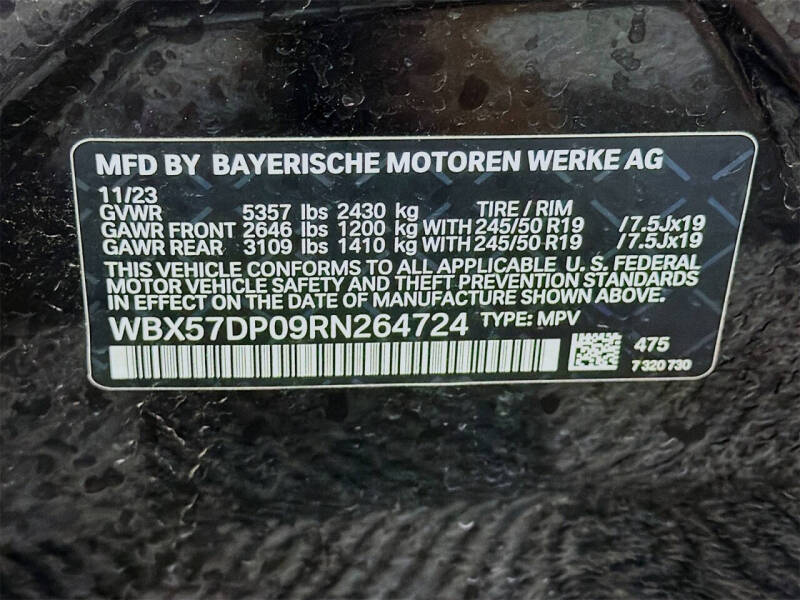 MFD BY BAYERISCHE MOTOREN WERKE AG
11/23
GVWR 5357 lbs 2430 kg TIRE / RIM
GAWR FRONT 2646 lbs 1200 kg WITH 245/50 R19 /7.5Jx19
GAWR REAR 3109 lbs 1410 kg WITH 245/50 R19 /7.5Jx19
THIS VEHICLE CONFORMS TO ALL APPLICABLE U. S. FEDERAL
MOTOR VEHICLE SAFETY AND THEFT PREVENTION STANDARDS
IN EFFECT ON THE DATE OF MANUFACTURE SHOWN ABOVE.
WBX57DP09RN264724 TYPE: MPV
475
7 320 730